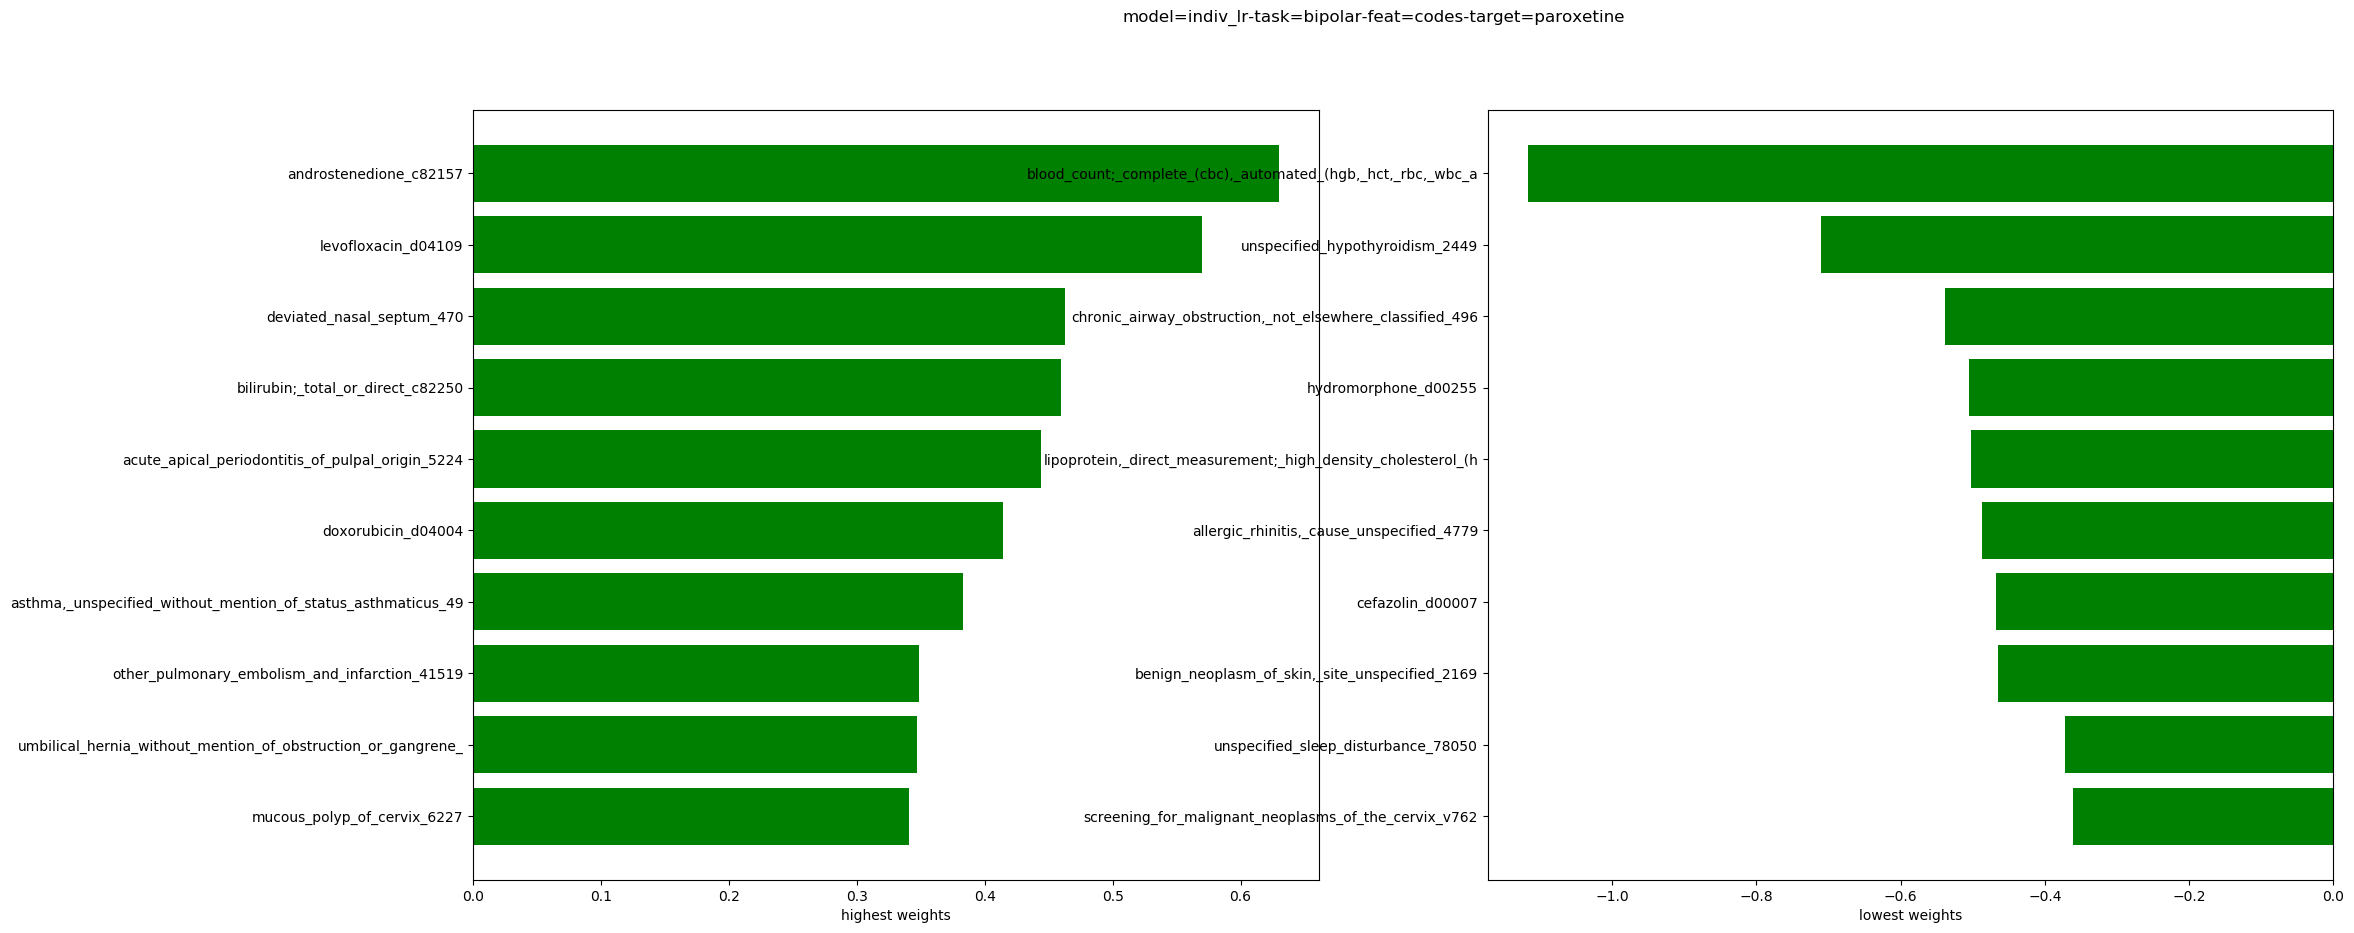 model=indiv_lr-task=bipolar-feat=codes-target=paroxetine
androstenedione_c82157
levofloxacin_d04109
deviated_nasal_septum_470
bilirubin;_total_or_direct_c82250
acute_apical_periodontitis_of_pulpal_origin_5224
doxorubicin_d04004
asthma,_unspecified_without_mention_of_status_asthmaticus_49
other_pulmonary_embolism_and_infarction_41519
umbilical_hernia_without_mention_of_obstruction_or_gangrene_
mucous_polyp_of_cervix_6227
0.0 0.1 0.2 0.3 0.4 0.5 0.6
highest weights
blood_count;_complete_(cbc),_automated_(hgb,_hct,_rbc,_wbc_a
unspecified_hypothyroidism_2449
chronic_airway_obstruction,_not_elsewhere_classified_496
hydromorphone_d00255
lipoprotein,_direct_measurement;_high_density_cholesterol_(h
allergic_rhinitis,_cause_unspecified_4779
cefazolin_d00007
benign_neoplasm_of_skin,_site_unspecified_2169
unspecified_sleep_disturbance_78050
screening_for_malignant_neoplasms_of_the_cervix_v762
−1.0 −0.8 −0.6 −0.4 −0.2 0.0
lowest weights